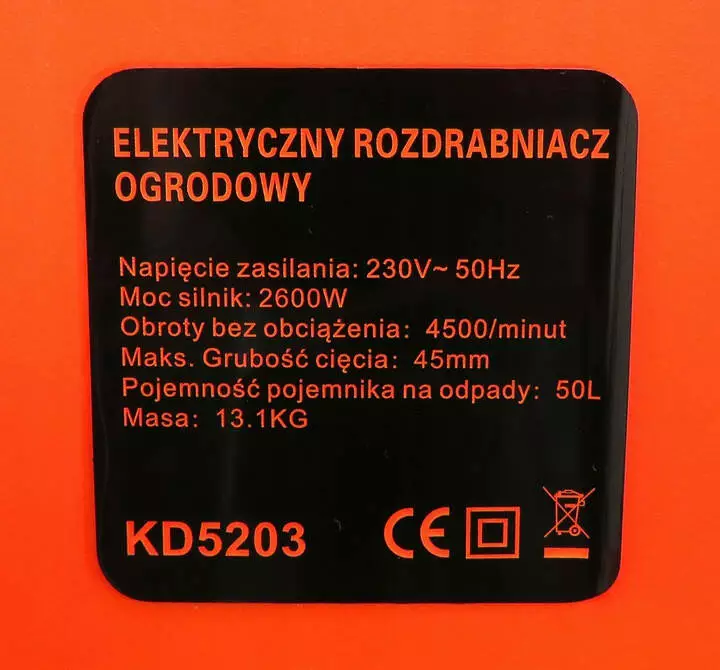 ELEKTRYCZNY ROZDRABNIACZ
OGRODOWY
Napięcie zasilania: 230V~ 50Hz
Moc silnik: 2600W
Obroty bez obciążenia: 4500/minut
Maks. Grubość cięcia: 45mm
Pojemność pojemnika na odpady: 50L
Masa: 13.1KG
KD5203 CE